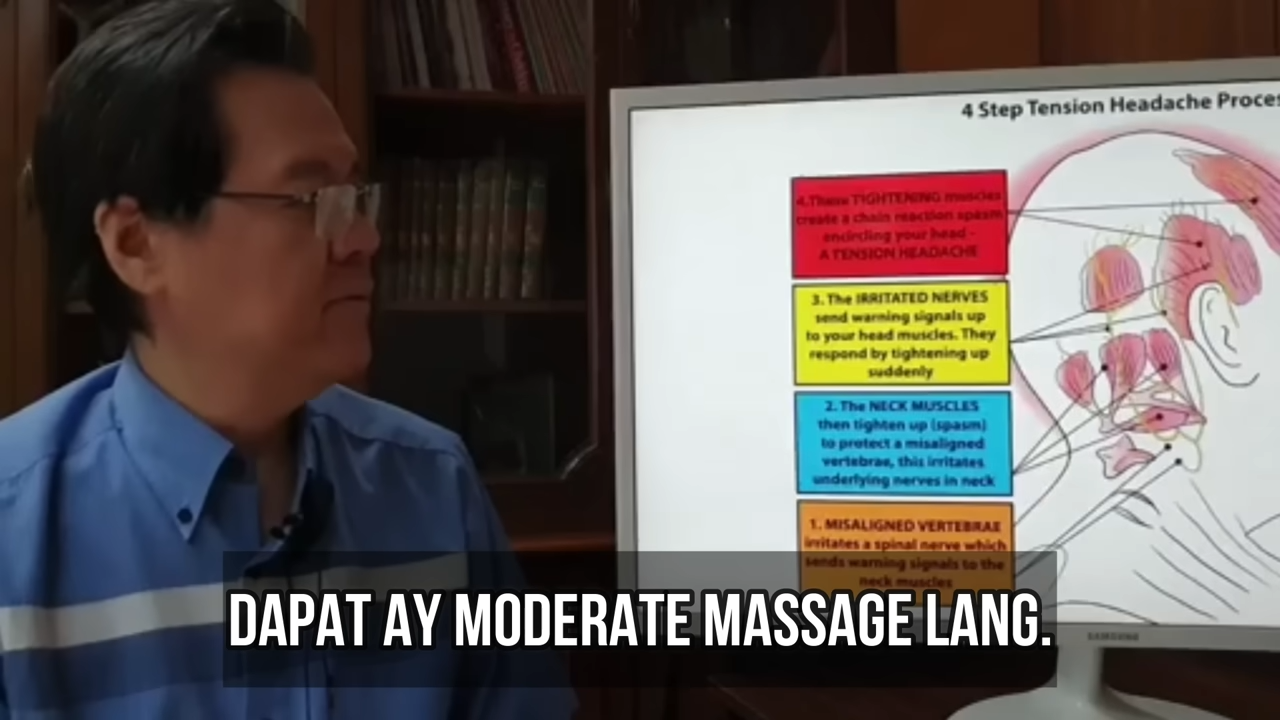 4 Step Tension Headache Proces
4. These TIGHTENING muscles
create a chain reaction spasm
encircling your head -
A TENSION HEADACHE
3. The IRRITATED NERVES
send warning signals up
to your head muscles. They
respond by tightening up
suddenly
2. The NECK MUSCLES
then tighten up (spasm)
to protect a misaligned
vertebrae, this irritates
underlying nerves in neck
1. MISALIGNED VERTEBRAE
irritates a spinal nerve which
sends warning signals to the
neck muscles
DAPAT AY MODERATE MASSAGE LANG.
SAMSUNG